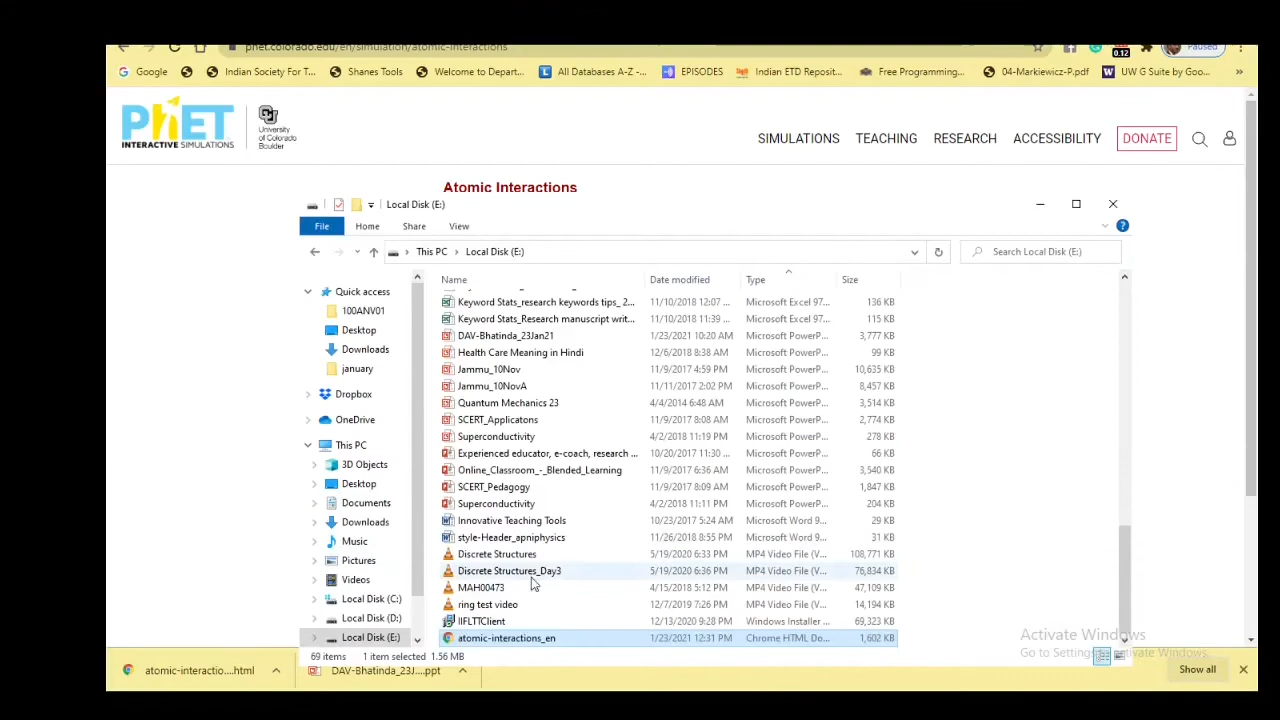 phet.colorado.edu/en/simulation/atomic-interactions
0.12
Paused
Google
Indian Society For T...
Shanes Tools
Welcome to Depart...
All Databases A-Z -...
EPISODES
Indian ETD Reposit...
Free Programming...
04-Markiewicz-P.pdf
UW G Suite by Goo...
»
PhET
INTERACTIVE SIMULATIONS
CU
University of
Colorado
Boulder
SIMULATIONS
TEACHING
RESEARCH
ACCESSIBILITY
DONATE
Atomic Interactions
Local Disk (E:)
File
Home
Share
View
This PC > Local Disk (E:)
Search Local Disk (E:)
Name Date modified Type Size
Quick access
100ANV01
Desktop
Downloads
january
Dropbox
OneDrive
This PC
3D Objects
Desktop
Documents
Downloads
Music
Pictures
Videos
Local Disk (C:)
Local Disk (D:)
Local Disk (E:)
Keyword Stats_research keywords tips_ 2... 11/10/2018 12:07 ... Microsoft Excel 97... 136 KB
Keyword Stats_Research manuscript writ... 11/10/2018 11:39 ... Microsoft Excel 97... 115 KB
DAV-Bhatinda_23Jan21 1/23/2021 10:20 AM Microsoft PowerP... 3,777 KB
Health Care Meaning in Hindi 12/6/2018 8:38 AM Microsoft PowerP... 99 KB
Jammu_10Nov 11/9/2017 4:59 PM Microsoft PowerP... 10,635 KB
Jammu_10NovA 11/11/2017 2:02 PM Microsoft PowerP... 8,457 KB
Quantum Mechanics 23 4/4/2014 6:48 AM Microsoft PowerP... 3,514 KB
SCERT_Applicatons 11/9/2017 8:08 AM Microsoft PowerP... 2,774 KB
Superconductivity 4/2/2018 11:19 PM Microsoft PowerP... 278 KB
Experienced educator, e-coach, research ... 10/20/2017 11:30 ... Microsoft PowerP... 66 KB
Online_Classroom_-_Blended_Learning 11/9/2017 6:36 AM Microsoft PowerP... 3,540 KB
SCERT_Pedagogy 11/9/2017 8:09 AM Microsoft PowerP... 1,847 KB
Superconductivity 4/2/2018 11:11 PM Microsoft PowerP... 204 KB
Innovative Teaching Tools 10/23/2017 5:24 AM Microsoft Word 9... 29 KB
style-Header_apniphysics 11/26/2018 8:55 PM Microsoft Word 9... 31 KB
Discrete Structures 5/19/2020 6:33 PM MP4 Video File (V... 108,771 KB
Discrete Structures_Day3 5/19/2020 6:36 PM MP4 Video File (V... 76,834 KB
MAH00473 4/15/2018 5:12 PM MP4 Video File (V... 47,109 KB
ring test video 12/7/2019 7:26 PM MP4 Video File (V... 14,194 KB
IIFLTTClient 12/13/2020 9:28 PM Windows Installer ... 69,323 KB
atomic-interactions_en 1/23/2021 12:31 PM Chrome HTML Do... 1,602 KB
69 items 1 item selected 1.56 MB
Activate Windows
Go to Settings to activate Windows.
atomic-interactio....html
DAV-Bhatinda_23J....ppt
Show all